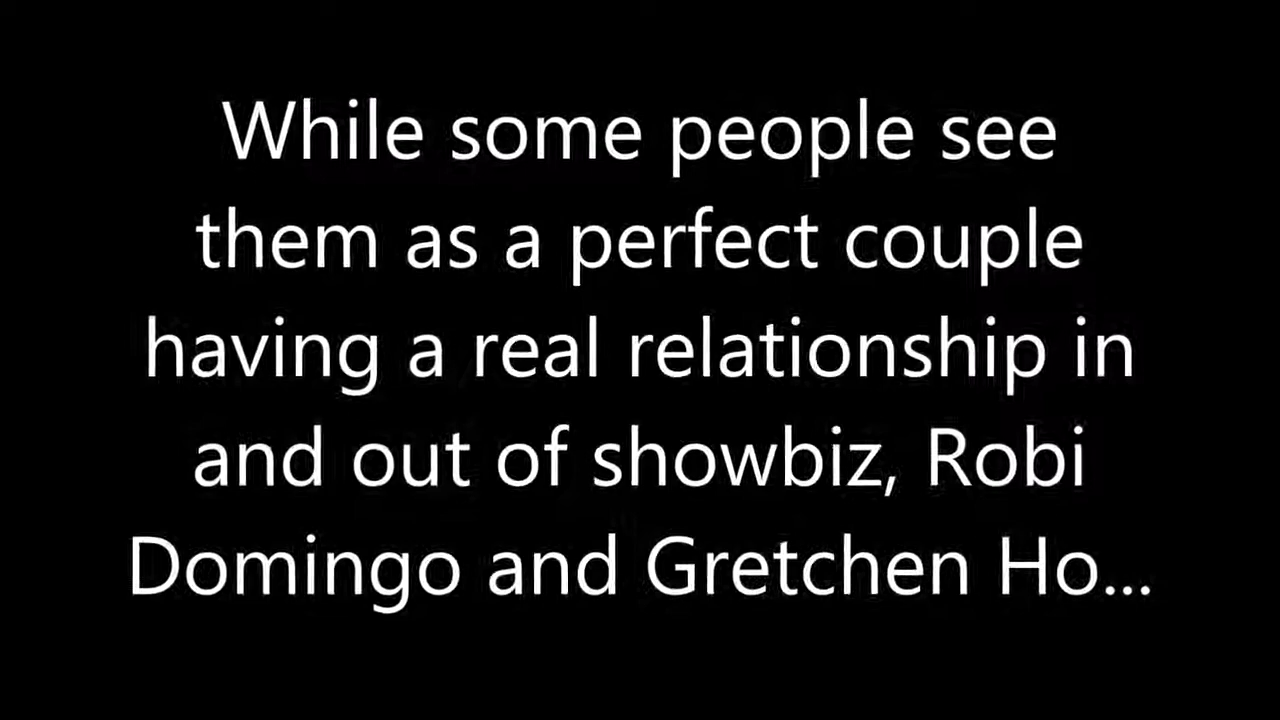 While some people see
them as a perfect couple
having a real relationship in
and out of showbiz, Robi
Domingo and Gretchen Ho...